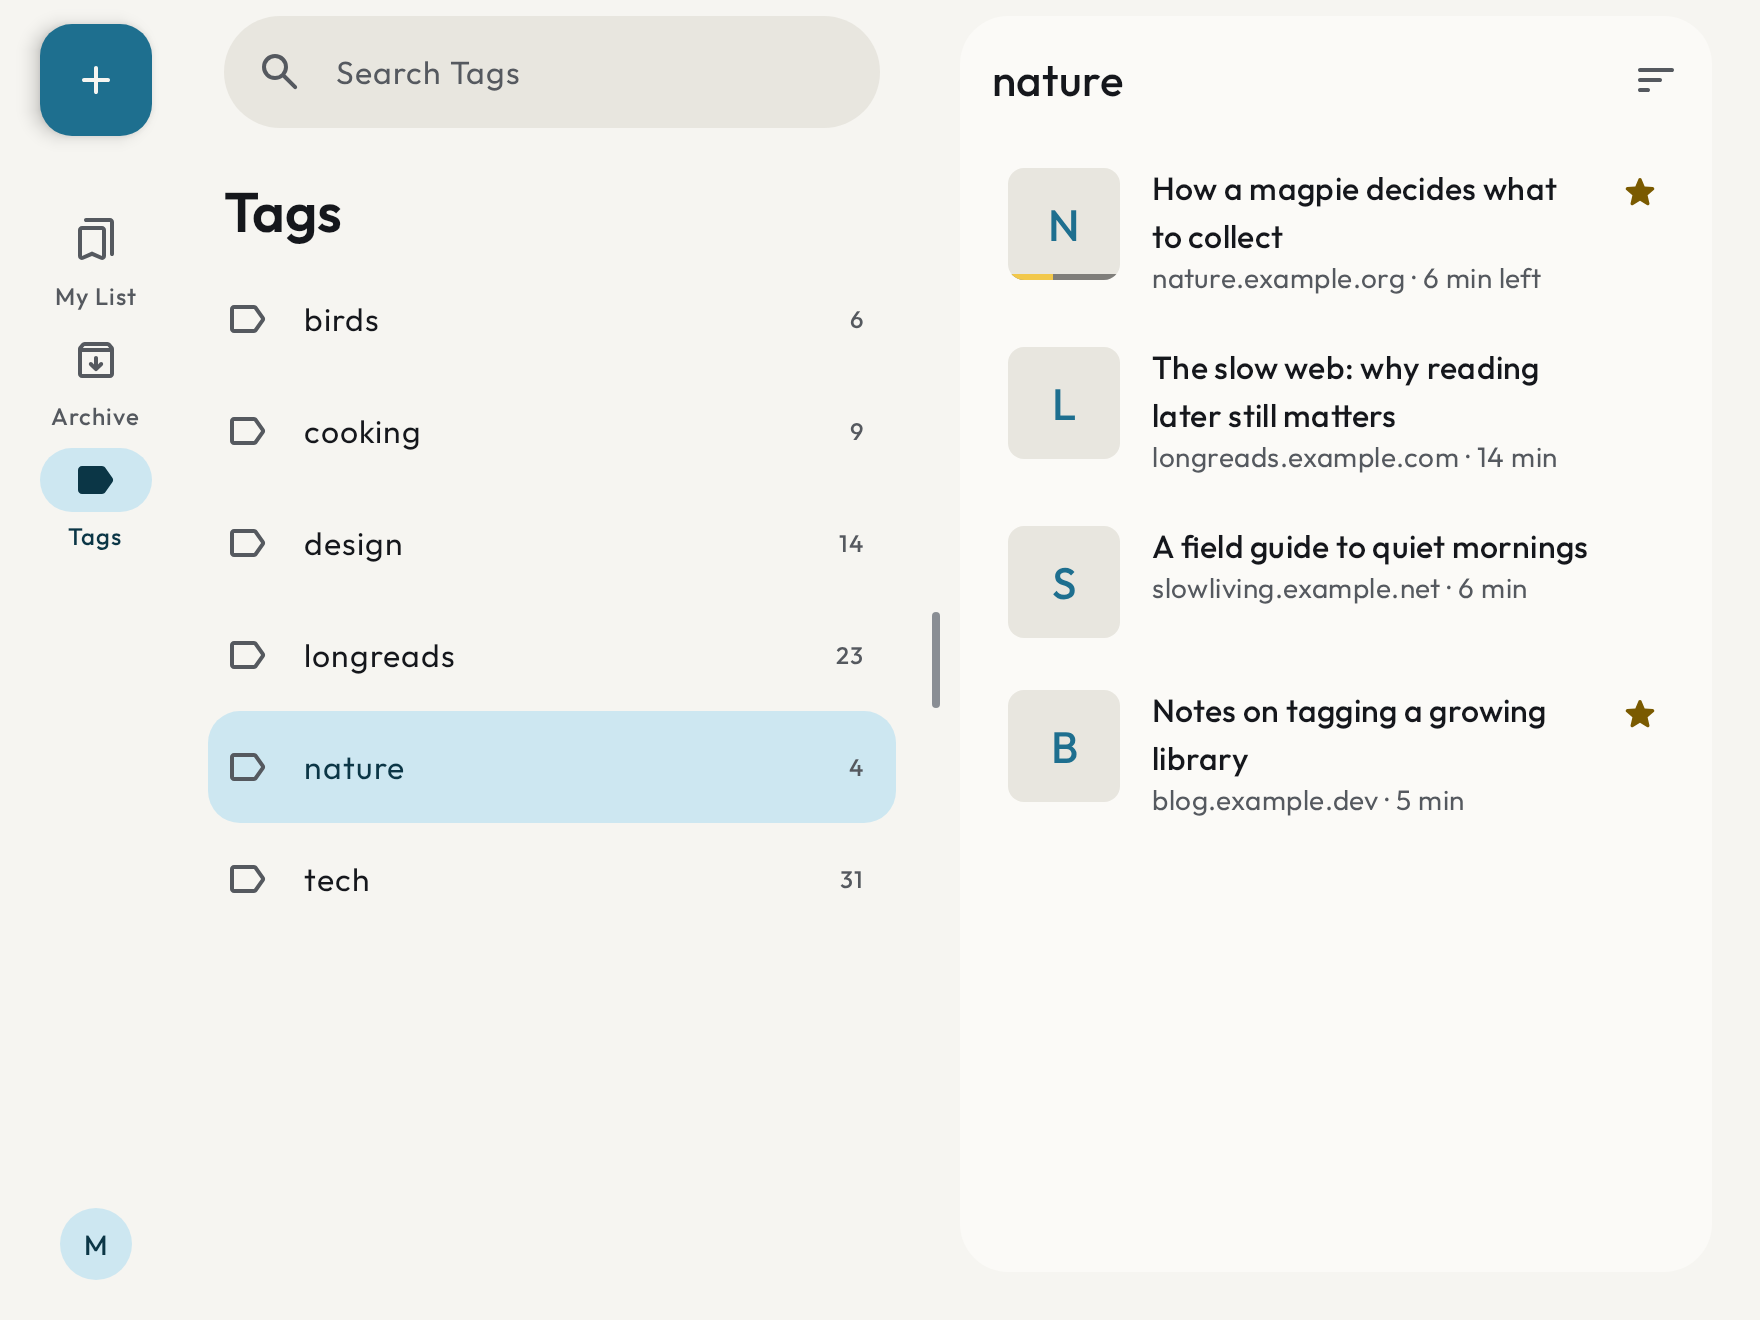 Search Tags
My List
Archive
Tags
M
Tags
birds 6
cooking 9
design 14
longreads 23
nature 4
tech 31
nature
N
How a magpie decides what
to collect
nature.example.org · 6 min left
L
The slow web: why reading
later still matters
longreads.example.com · 14 min
S
A field guide to quiet mornings
slowliving.example.net · 6 min
B
Notes on tagging a growing
library
blog.example.dev · 5 min